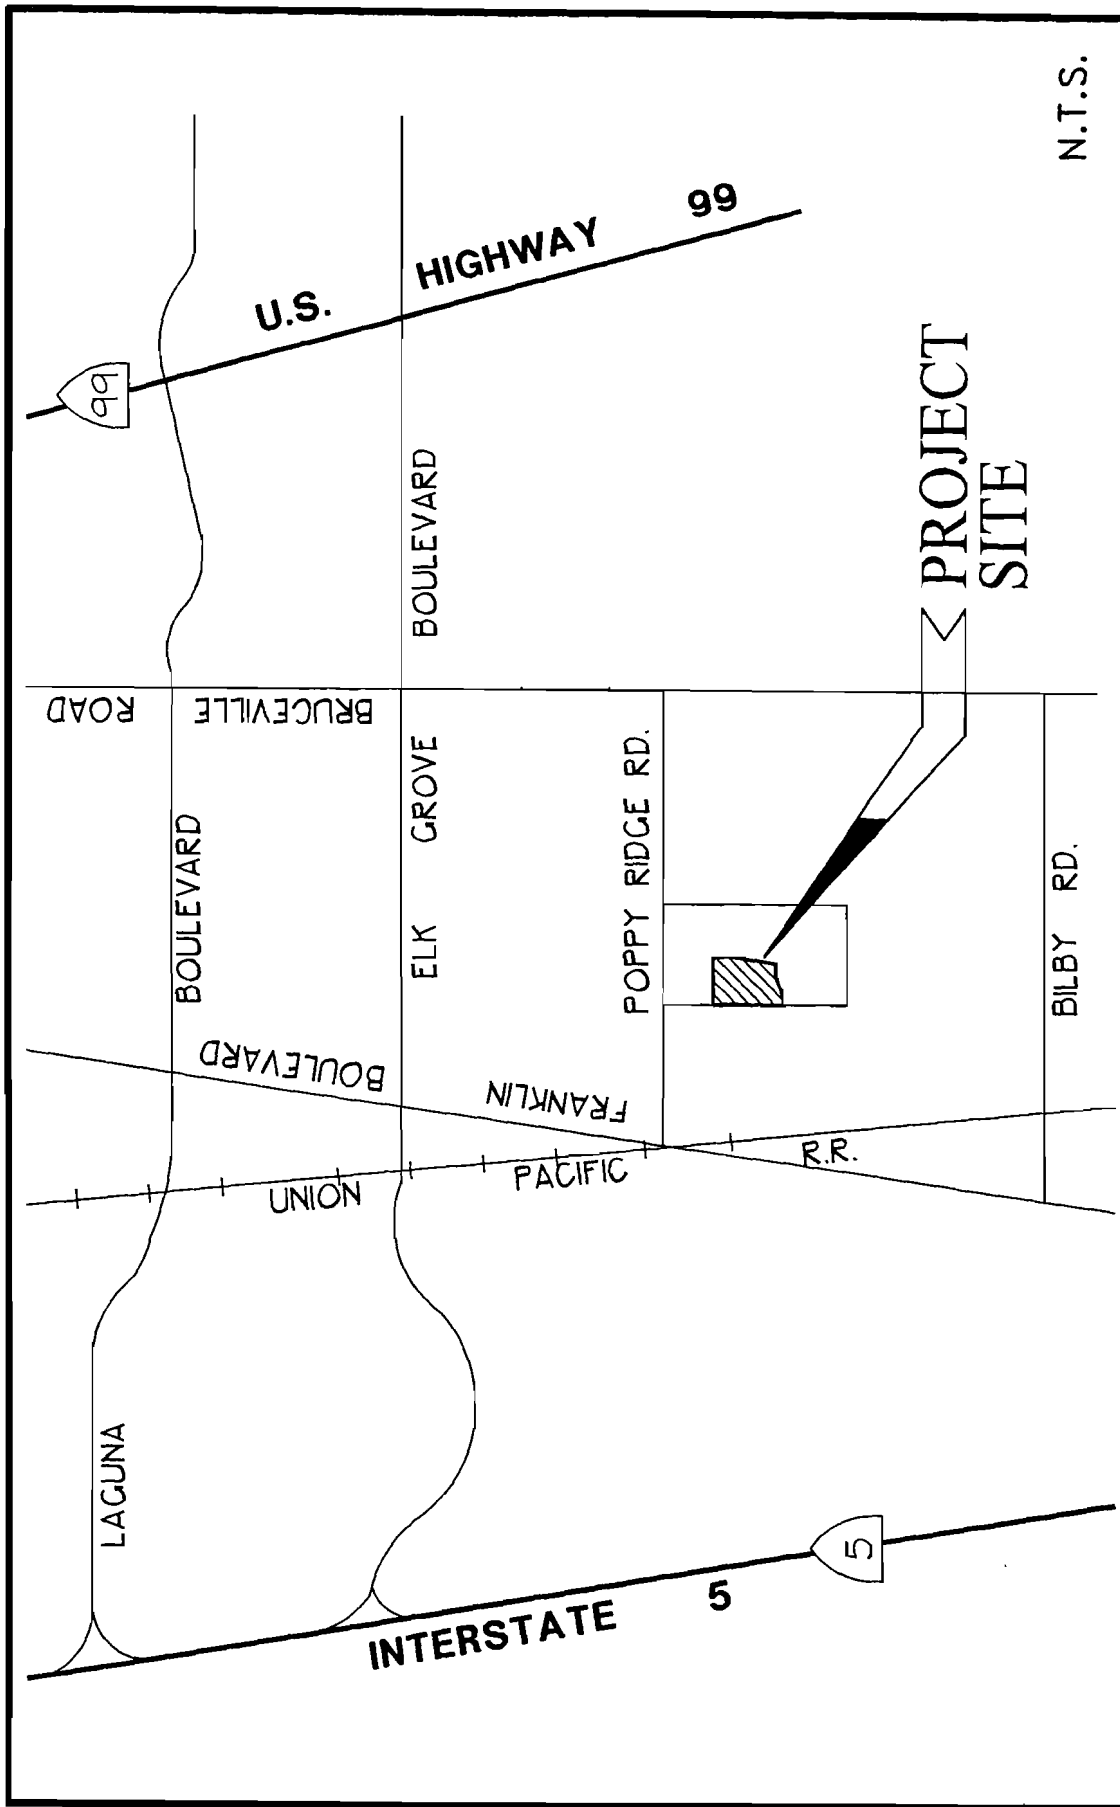 LAGUNA
BOULEVARD
BRUCEVILLE
ROAD
99
U.S. HIGHWAY 99
ELK GROVE BOULEVARD
FRANKLIN
BOULEVARD
UNION PACIFIC R.R.
INTERSTATE 5
5
POPPY RIDGE RD.
PROJECT
SITE
BILBY RD.
N.T.S.